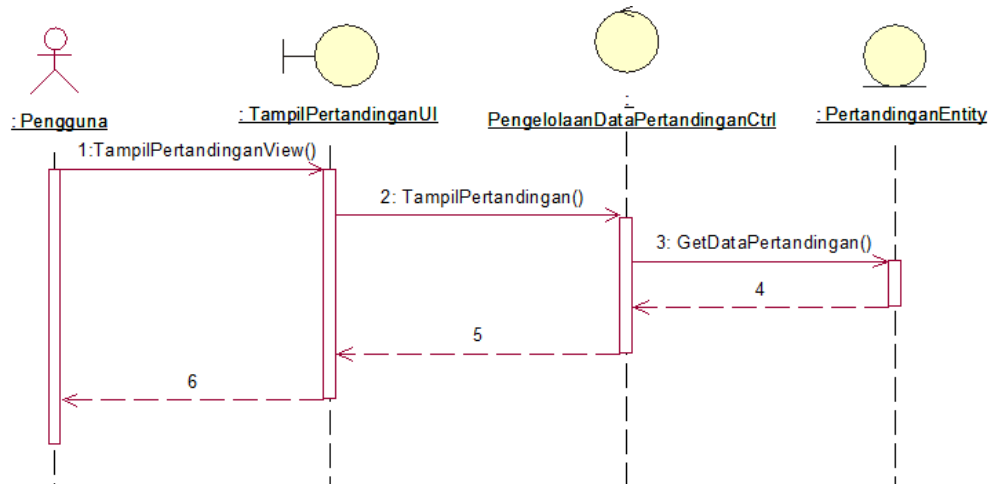 : Pengguna
: TampilPertandinganUI
:
PengelolaanDataPertandinganCtrl
: PertandinganEntity
1:TampilPertandinganView()
2: TampilPertandingan()
3: GetDataPertandingan()
4
5
6